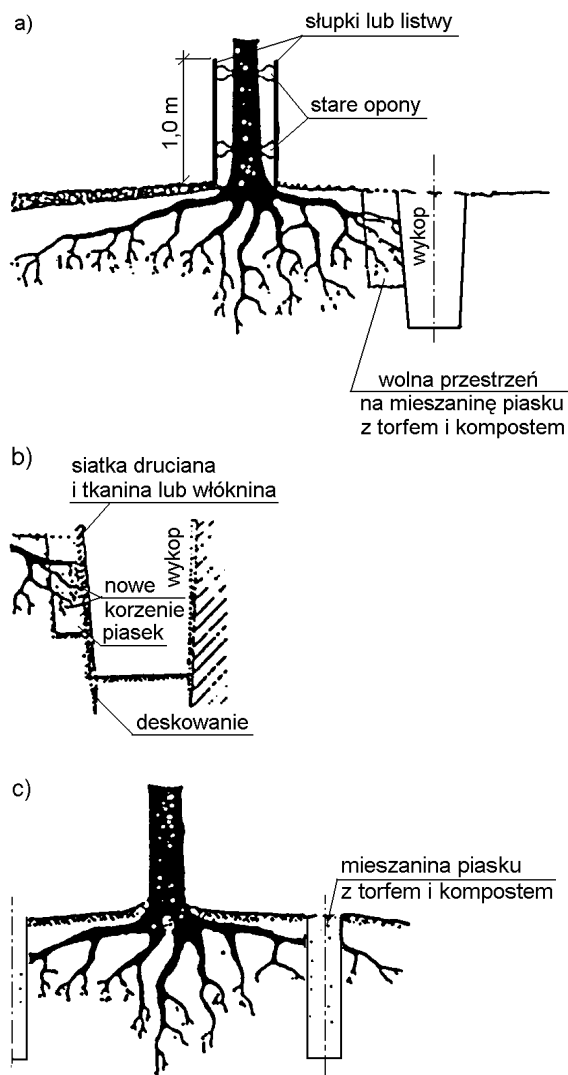 a)
słupki lub listwy
stare opony
1,0 m
wykop
wolna przestrzeń
na mieszaninę piasku
z torfem i kompostem
b)
siatka druciana
i tkanina lub włóknina
wykop
nowe
korzenie
piasek
deskowanie
c)
mieszanina piasku
z torfem i kompostem